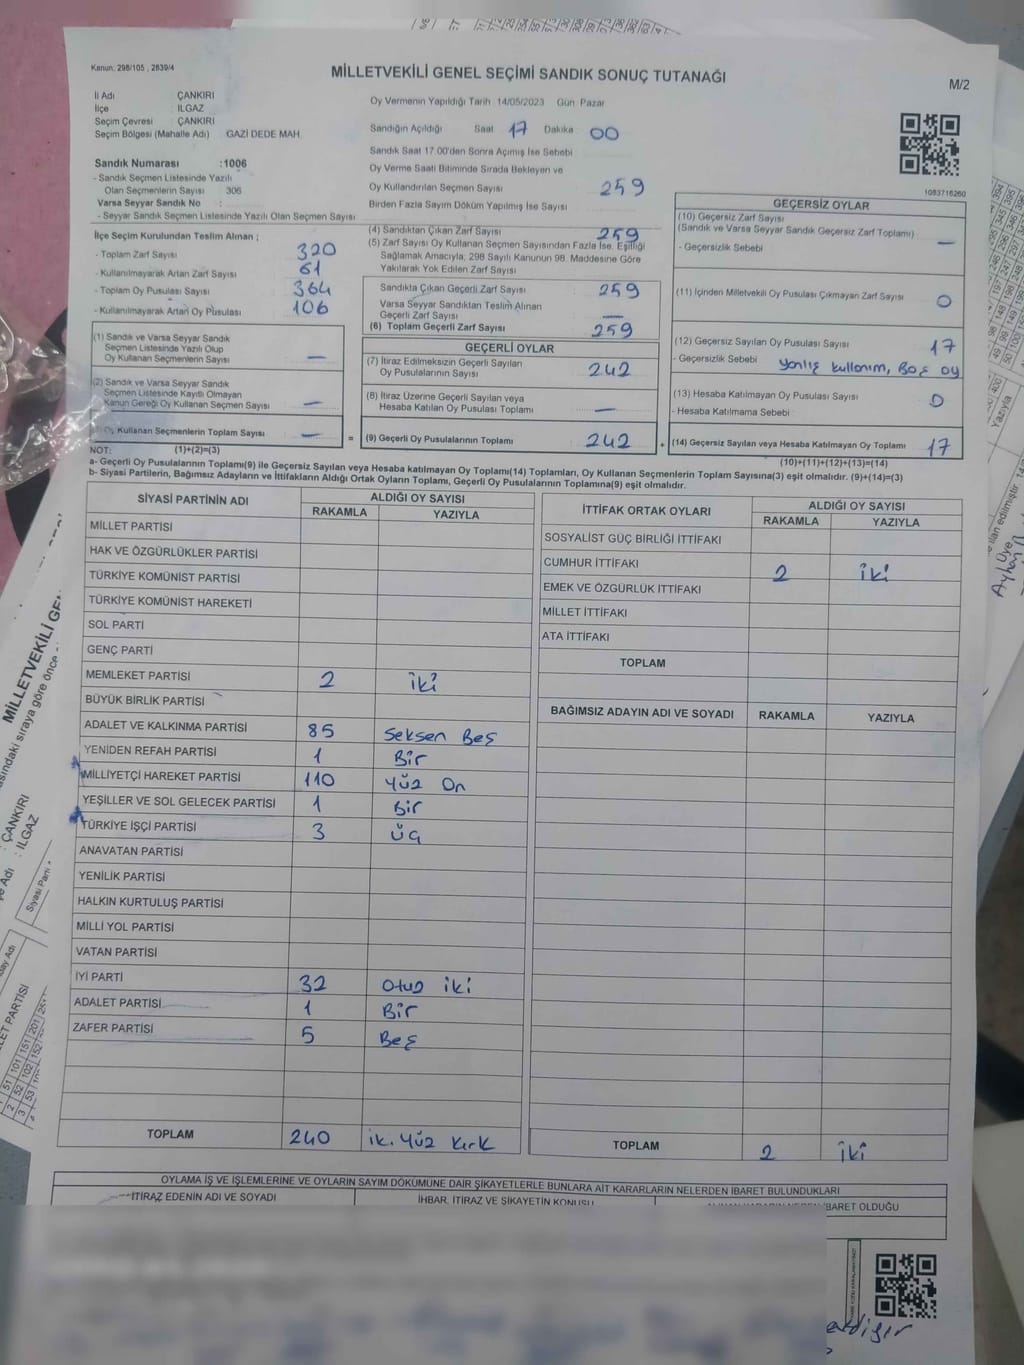 Kanun: 298/105 , 2839/4
MİLLETVEKİLİ GENEL SEÇİMİ SANDIK SONUÇ TUTANAĞI
M/2
İl Adı ÇANKIRI
İlçe ILGAZ
Seçim Çevresi ÇANKIRI
Seçim Bölgesi (Mahalle Adı) GAZİ DEDE MAH.
Oy Vermenin Yapıldığı Tarih 14/05/2023 Gün Pazar
Sandığın Açıldığı Saat 17 Dakika 00
Sandık Saat 17.00'den Sonra Açımış İse Sebebi
Oy Verme Saati Bitiminde Sırada Bekleyen ve
Oy Kullandırılan Seçmen Sayısı 259
Birden Fazla Sayım Döküm Yapılmış İse Sayısı
Sandık Numarası :1006
- Sandık Seçmen Listesinde Yazılı
Olan Seçmenlerin Sayısı 306
Varsa Seyyar Sandık No :
- Seyyar Sandık Seçmen Listesinde Yazılı Olan Seçmen Sayısı
1083716260
İlçe Seçim Kurulundan Teslim Alınan ;
- Toplam Zarf Sayısı 320
- Kullanılmayarak Artan Zarf Sayısı 61
- Toplam Oy Pusulası Sayısı 364
- Kullanılmayarak Artan Oy Pusulası 106
(1) Sandık ve Varsa Seyyar Sandık
Seçmen Listesinde Yazılı Olup
Oy Kullanan Seçmenlerin Sayısı —
(2) Sandık ve Varsa Seyyar Sandık
Seçmen Listesinde Kayıtlı Olmayan
Kanun Gereği Oy Kullanan Seçmen Sayısı —
Oy Kullanan Seçmenlerin Toplam Sayısı — =
(4) Sandıktan Çıkan Zarf Sayısı 259
(5) Zarf Sayısı Oy Kullanan Seçmen Sayısından Fazla İse, Eşitliği
Sağlamak Amacıyla, 298 Sayılı Kanunun 98. Maddesine Göre
Yakılarak Yok Edilen Zarf Sayısı
Sandıkta Çıkan Geçerli Zarf Sayısı 259
Varsa Seyyar Sandıktan Teslim Alınan
Geçerli Zarf Sayısı —
(6) Toplam Geçerli Zarf Sayısı 259
GEÇERLİ OYLAR
(7) İtiraz Edilmeksizin Geçerli Sayılan
Oy Pusulalarının Sayısı 242
(8) İtiraz Üzerine Geçerli Sayılan veya
Hesaba Katılan Oy Pusulası Toplamı —
(9) Geçerli Oy Pusulalarının Toplamı 242 +
GEÇERSİZ OYLAR
(10) Geçersiz Zarf Sayısı
(Sandık ve Varsa Seyyar Sandık Geçersiz Zarf Toplamı) —
- Geçersizlik Sebebi
(11) İçinden Milletvekili Oy Pusulası Çıkmayan Zarf Sayısı 0
(12) Geçersiz Sayılan Oy Pusulası Sayısı 17
- Geçersizlik Sebebi yanlış kullanım, Boş oy
(13) Hesaba Katılmayan Oy Pusulası Sayısı 0
- Hesaba Katılmama Sebebi
(14) Geçersiz Sayılan veya Hesaba Katılmayan Oy Toplamı 17
NOT: (1)+(2)=(3)
(10)+(11)+(12)+(13)=(14)
a- Geçerli Oy Pusulalarının Toplamı(9) ile Geçersiz Sayılan veya Hesaba katılmayan Oy Toplamı(14) Toplamları, Oy Kullanan Seçmenlerin Toplam Sayısına(3) eşit olmalıdır. (9)+(14)=(3)
b- Siyasi Partilerin, Bağımsız Adayların ve İttifakların Aldığı Ortak Oyların Toplamı, Geçerli Oy Pusulalarının Toplamına(9) eşit olmalıdır.
SİYASİ PARTİNİN ADI ALDIĞI OY SAYISI
RAKAMLA YAZIYLA
MİLLET PARTİSİ
HAK VE ÖZGÜRLÜKLER PARTİSİ
TÜRKİYE KOMÜNİST PARTİSİ
TÜRKİYE KOMÜNİST HAREKETİ
SOL PARTİ
GENÇ PARTİ
MEMLEKET PARTİSİ 2 iki
BÜYÜK BİRLİK PARTİSİ
ADALET VE KALKINMA PARTİSİ 85 Seksen Beş
YENİDEN REFAH PARTİSİ 1 Bir
MİLLİYETÇİ HAREKET PARTİSİ 110 Yüz On
YEŞİLLER VE SOL GELECEK PARTİSİ 1 Bir
TÜRKİYE İŞÇİ PARTİSİ 3 Üç
ANAVATAN PARTİSİ
YENİLİK PARTİSİ
HALKIN KURTULUŞ PARTİSİ
MİLLİ YOL PARTİSİ
VATAN PARTİSİ
İYİ PARTİ 32 Otuz iki
ADALET PARTİSİ 1 Bir
ZAFER PARTİSİ 5 Beş
TOPLAM 240 iki Yüz Kırk
İTTİFAK ORTAK OYLARI ALDIĞI OY SAYISI
RAKAMLA YAZIYLA
SOSYALİST GÜÇ BİRLİĞİ İTTİFAKI
CUMHUR İTTİFAKI 2 iki
EMEK VE ÖZGÜRLÜK İTTİFAKI
MİLLET İTTİFAKI
ATA İTTİFAKI
TOPLAM
BAĞIMSIZ ADAYIN ADI VE SOYADI RAKAMLA YAZIYLA
TOPLAM 2 iki
OYLAMA İŞ VE İŞLEMLERİNE VE OYLARIN SAYIM DÖKÜMÜNE DAİR ŞİKAYETLERLE BUNLARA AİT KARARLARIN NELERDEN İBARET BULUNDUKLARI
İTİRAZ EDENİN ADI VE SOYADI
İHBAR, İTİRAZ VE ŞİKAYETİN KONUSU
İBARET OLDUĞU